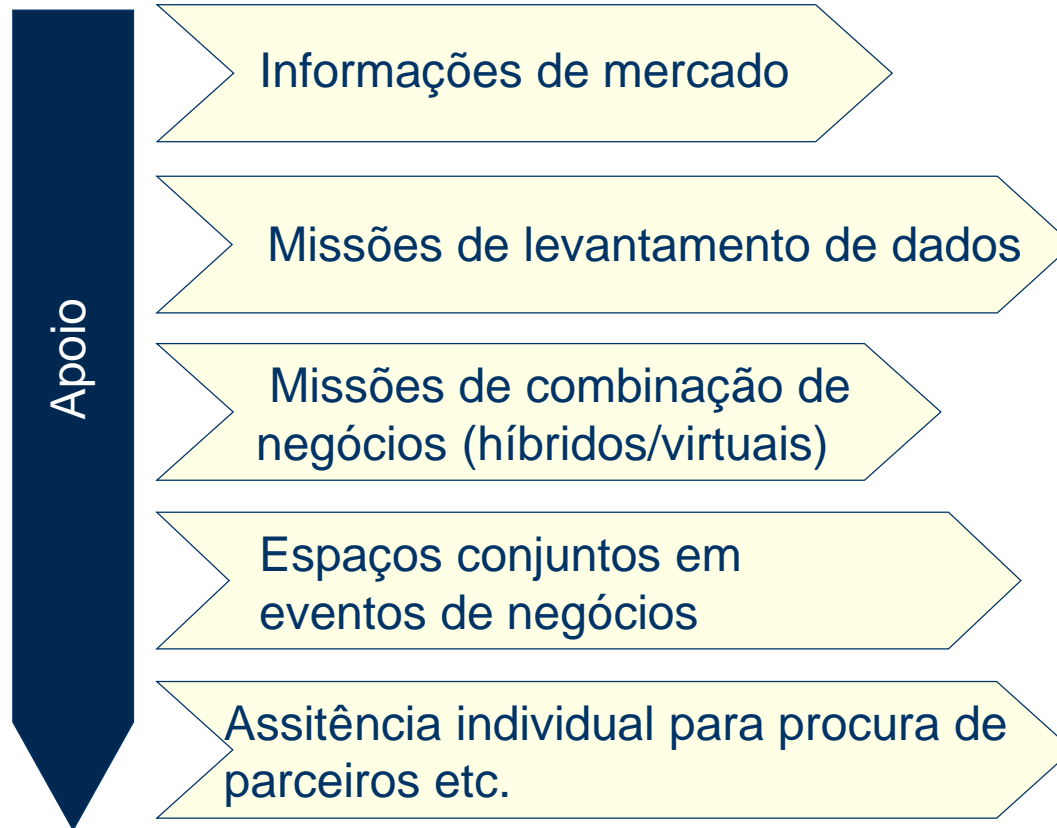 Apoio
Informações de mercado
Missões de levantamento de dados
Missões de combinação de
negócios (híbridos/virtuais)
Espaços conjuntos em
eventos de negócios
Assitência individual para procura de
parceiros etc.